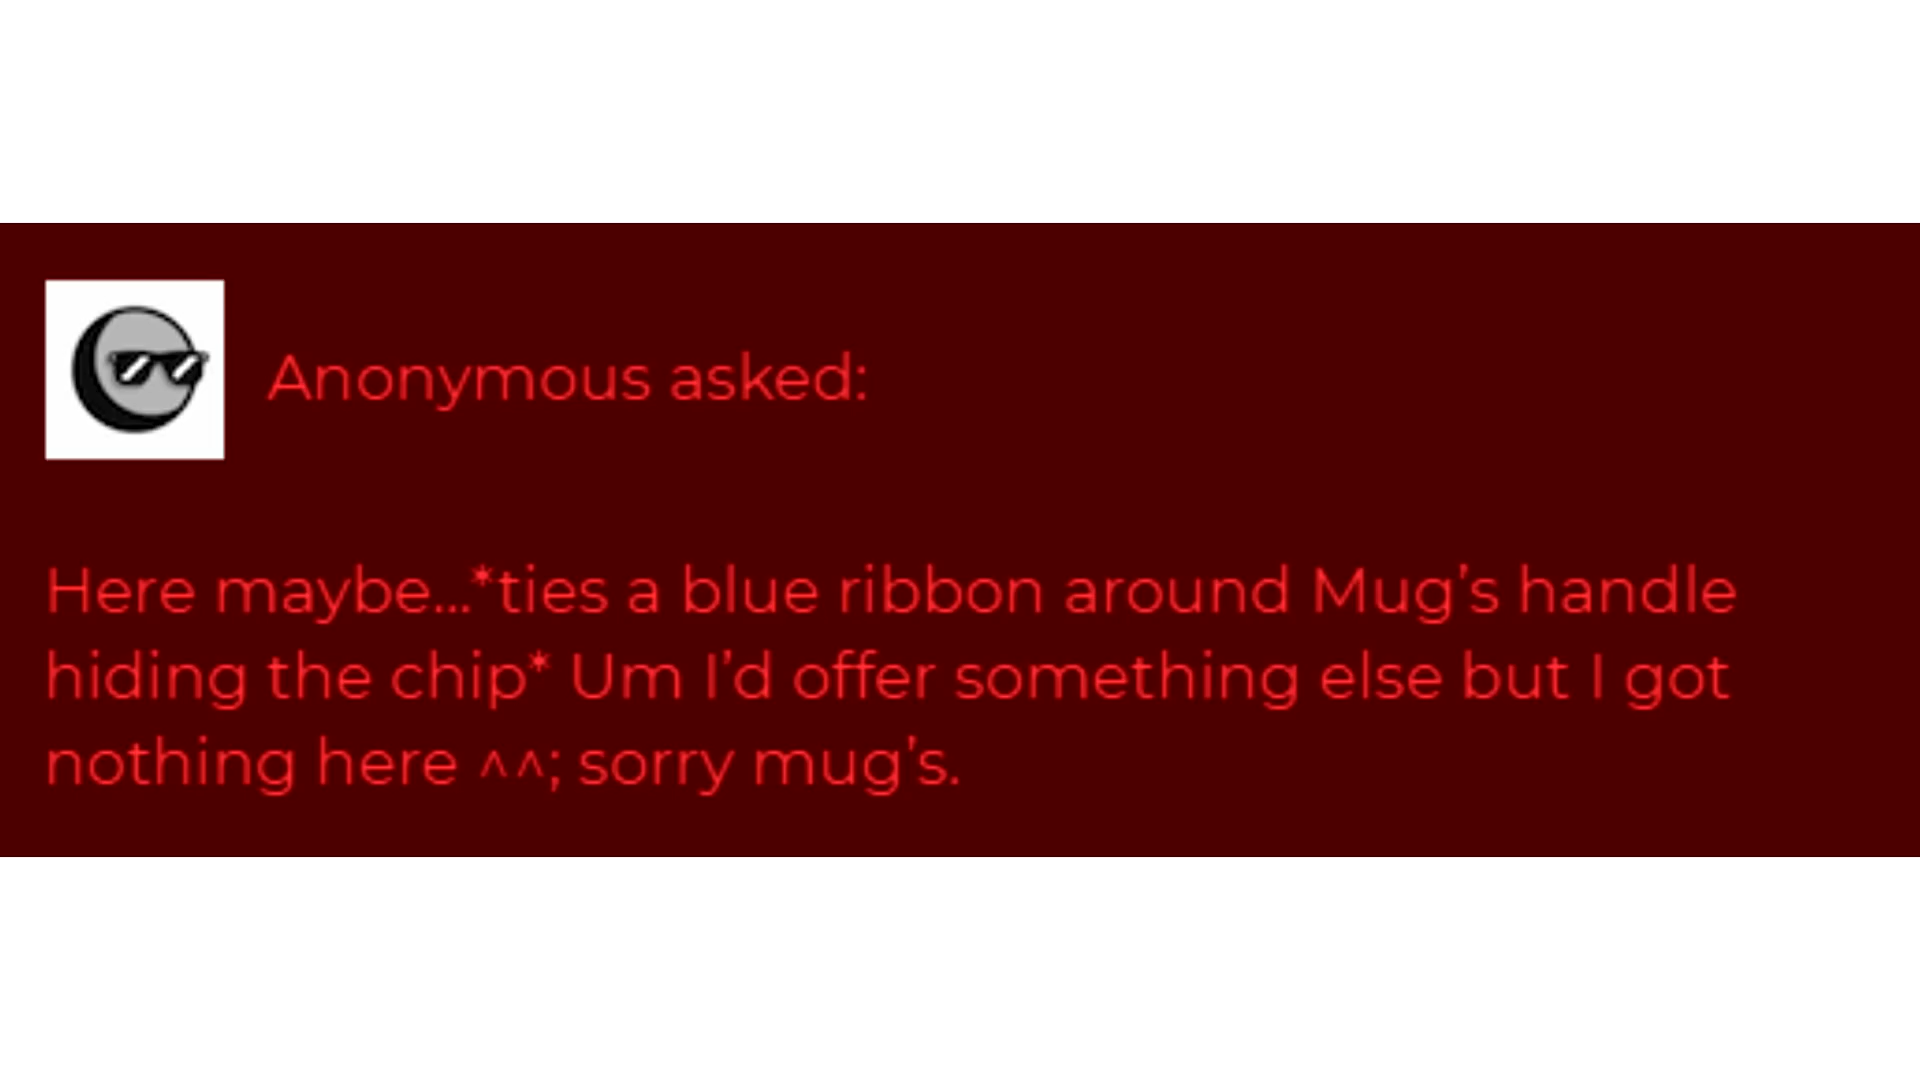 Anonymous asked:
Here maybe...*ties a blue ribbon around Mug’s handle
hiding the chip* Um I’d offer something else but I got
nothing here ^^; sorry mug’s.